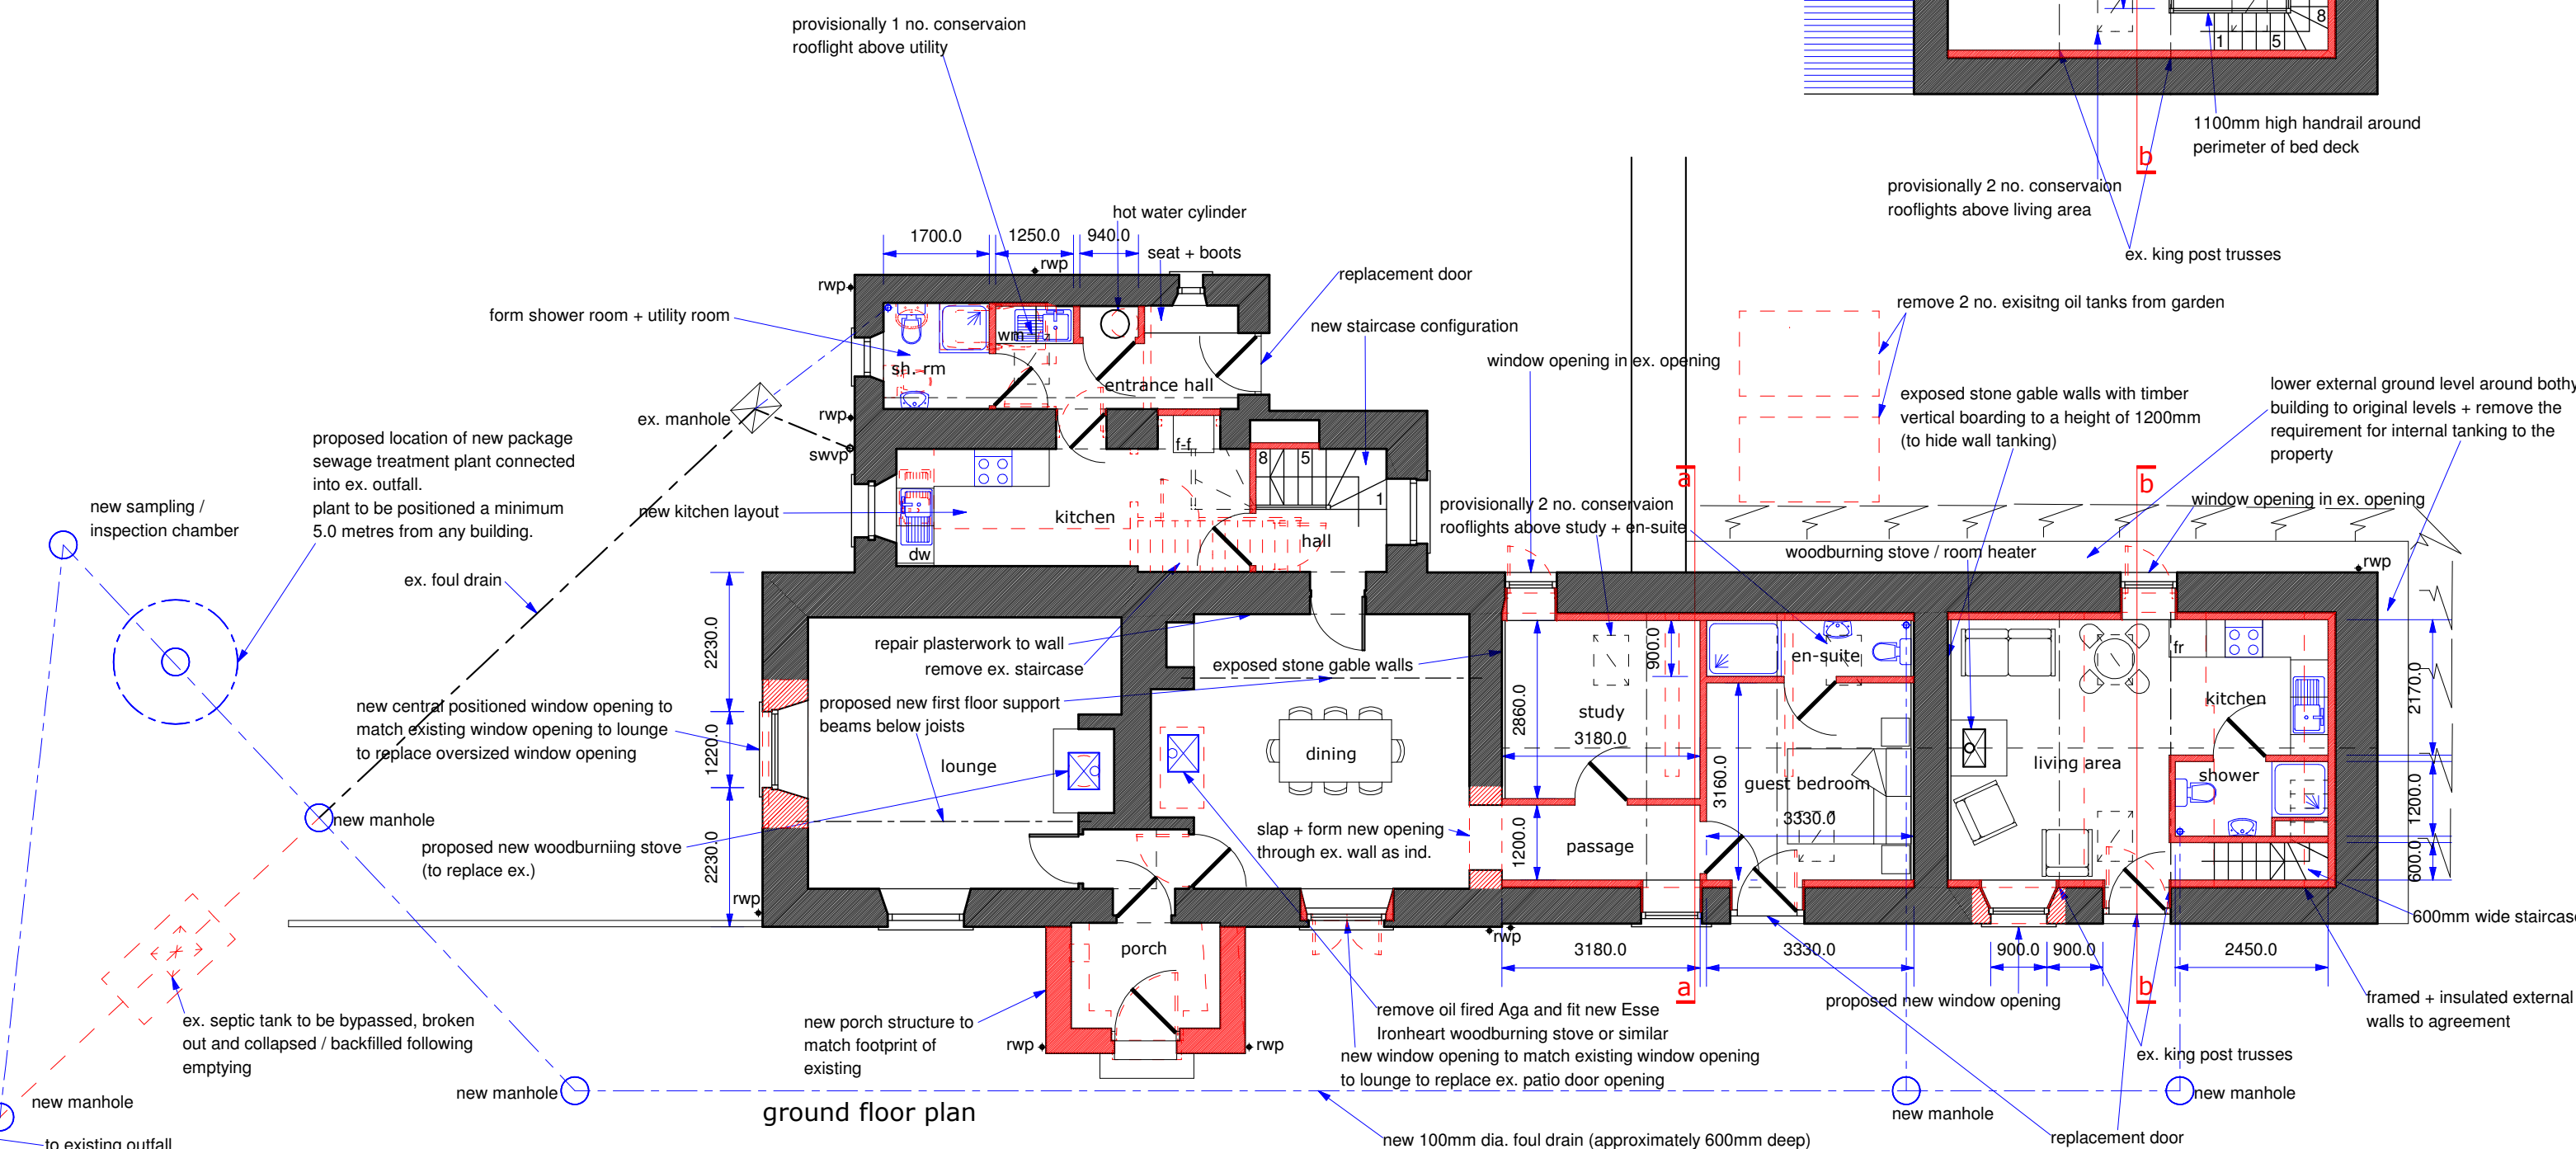 provisionally 1 no. conservaion
rooflight above utility
8
1 5
1100mm high handrail around
perimeter of bed deck
b
provisionally 2 no. conservaion
rooflights above living area
ex. king post trusses
hot water cylinder
1700.0 1250.0 940.0
seat + boots
rwp
replacement door
rwp
remove 2 no. exisitng oil tanks from garden
form shower room + utility room
new staircase configuration
wm
window opening in ex. opening
sh. rm
entrance hall
exposed stone gable walls with timber
vertical boarding to a height of 1200mm
(to hide wall tanking)
lower external ground level around bothy
building to original levels + remove the
requirement for internal tanking to the
property
ex. manhole
rwp
swvp
f-f
8 5
1
a
b
proposed location of new package
sewage treatment plant connected
into ex. outfall.
plant to be positioned a minimum
5.0 metres from any building.
new sampling /
inspection chamber
new kitchen layout
kitchen
dw
hall
provisionally 2 no. conservaion
rooflights above study + en-suite
window opening in ex. opening
woodburning stove / room heater
rwp
ex. foul drain
2230.0
repair plasterwork to wall
remove ex. staircase
exposed stone gable walls
900.0
en-suite
fr
kitchen
2170.0
new central positioned window opening to
match existing window opening to lounge
to replace oversized window opening
1220.0
proposed new first floor support
beams below joists
lounge
dining
2860.0
study
3180.0
3160.0
guest bedroom
living area
shower
1200.0
new manhole
proposed new woodburniing stove
(to replace ex.)
2230.0
slap + form new opening
through ex. wall as ind.
1200.0
passage
3330.0
600.0
rwp
600mm wide staircase
porch
rwp
3180.0
3330.0
900.0 900.0
2450.0
a
b
proposed new window opening
framed + insulated external
walls to agreement
ex. septic tank to be bypassed, broken
out and collapsed / backfilled following
emptying
new porch structure to
match footprint of
existing
rwp
rwp
remove oil fired Aga and fit new Esse
Ironheart woodburning stove or similar
new window opening to match existing window opening
to lounge to replace ex. patio door opening
ex. king post trusses
new manhole
new manhole
new manhole
new manhole
ground floor plan
new 100mm dia. foul drain (approximately 600mm deep)
replacement door
to existing outfall